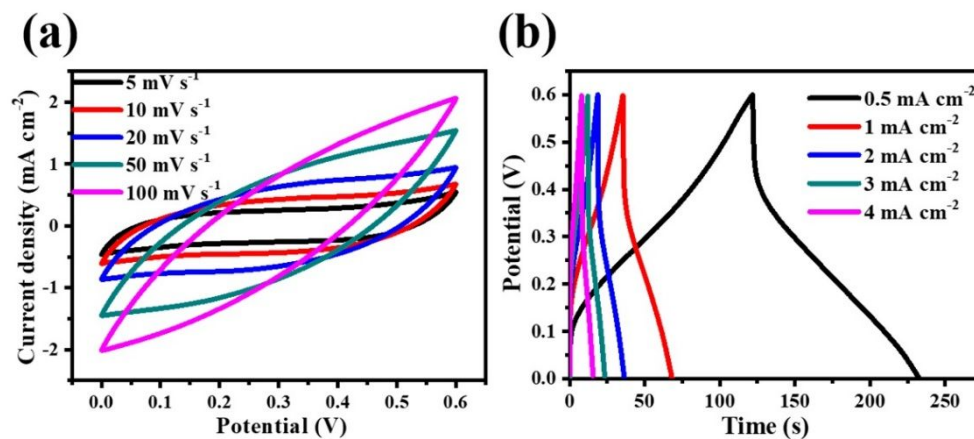 (a)
5 mV s⁻¹
10 mV s⁻¹
20 mV s⁻¹
50 mV s⁻¹
100 mV s⁻¹
Current density (mA cm⁻²)
2
1
0
-1
-2
0.0 0.1 0.2 0.3 0.4 0.5 0.6
Potential (V)
(b)
0.5 mA cm⁻²
1 mA cm⁻²
2 mA cm⁻²
3 mA cm⁻²
4 mA cm⁻²
Potential (V)
0.6
0.5
0.4
0.3
0.2
0.1
0.0
0 50 100 150 200 250
Time (s)